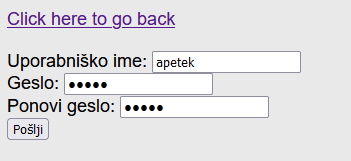 Click here to go back
Uporabniško ime: apetek
Geslo: •••••
Ponovi geslo: •••••
Pošlji